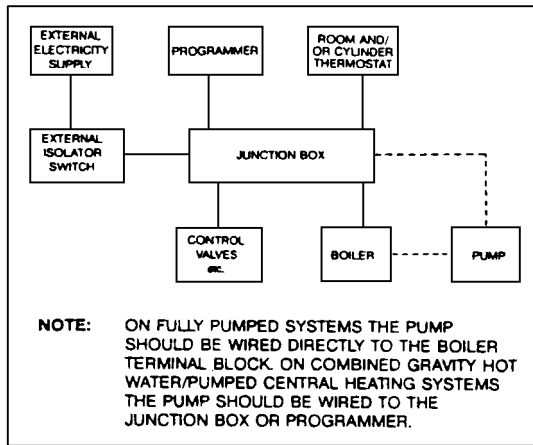 EXTERNAL
ELECTRICITY
SUPPLY
PROGRAMMER
ROOM AND/
OR CYLINDER
THERMOSTAT
EXTERNAL
ISOLATOR
SWITCH
JUNCTION BOX
CONTROL
VALVES
etc.
BOILER
PUMP
NOTE: ON FULLY PUMPED SYSTEMS THE PUMP
SHOULD BE WIRED DIRECTLY TO THE BOILER
TERMINAL BLOCK. ON COMBINED GRAVITY HOT
WATER/PUMPED CENTRAL HEATING SYSTEMS
THE PUMP SHOULD BE WIRED TO THE
JUNCTION BOX OR PROGRAMMER.